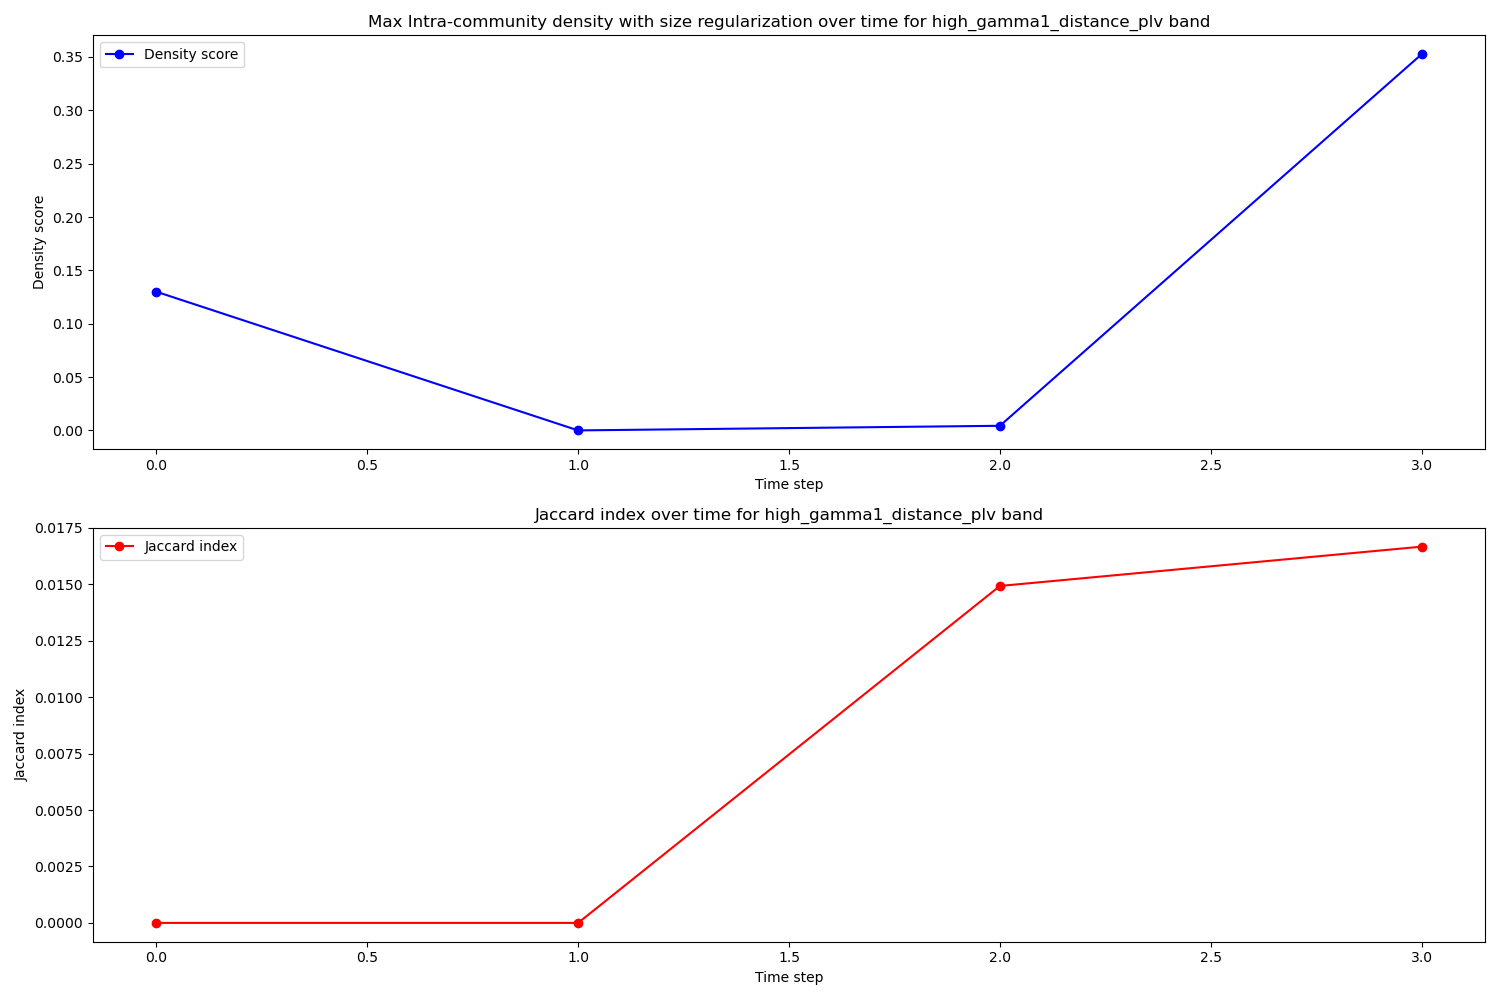 Max Intra-community density with size regularization over time for high_gamma1_distance_plv band
Density score
0.35
0.30
0.25
0.20
0.15
0.10
0.05
0.00
Density score
0.0 0.5 1.0 1.5 2.0 2.5 3.0
Time step
Jaccard index over time for high_gamma1_distance_plv band
Jaccard index
0.0175
0.0150
0.0125
0.0100
0.0075
0.0050
0.0025
0.0000
Jaccard index
0.0 0.5 1.0 1.5 2.0 2.5 3.0
Time step